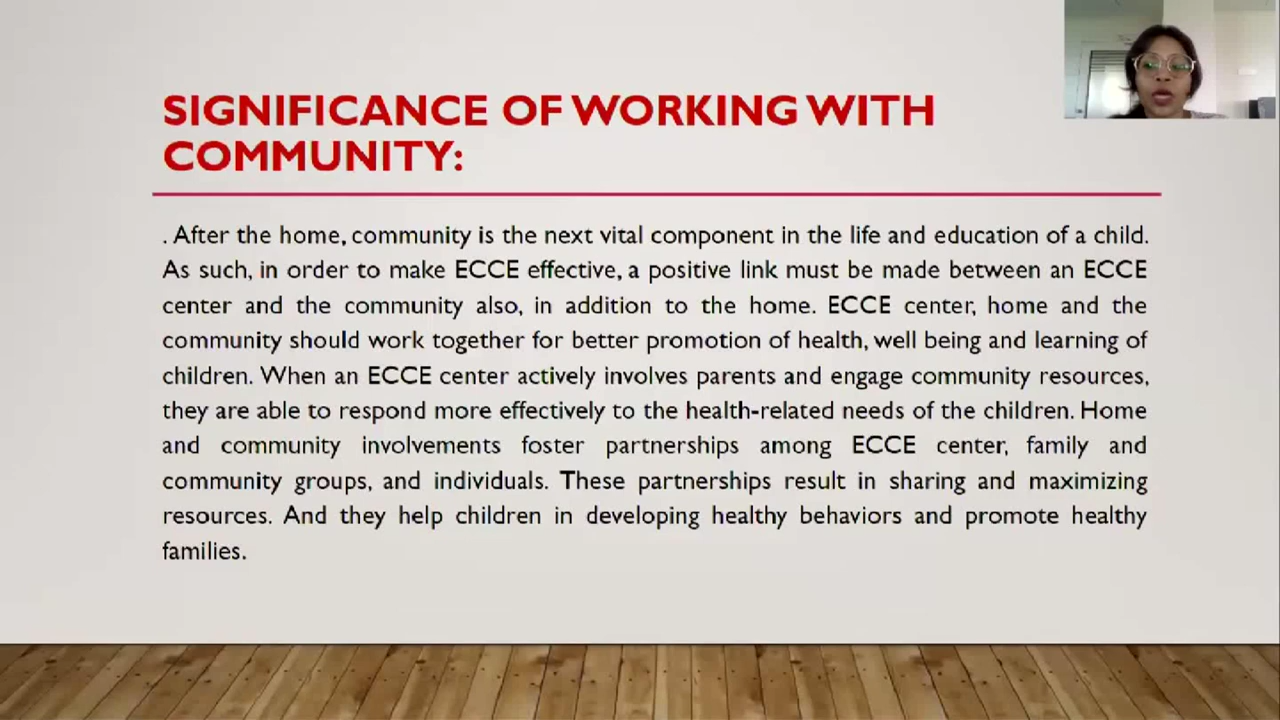 SIGNIFICANCE OF WORKING WITH
COMMUNITY:
. After the home, community is the next vital component in the life and education of a child.
As such, in order to make ECCE effective, a positive link must be made between an ECCE
center and the community also, in addition to the home. ECCE center, home and the
community should work together for better promotion of health, well being and learning of
children. When an ECCE center actively involves parents and engage community resources,
they are able to respond more effectively to the health-related needs of the children. Home
and community involvements foster partnerships among ECCE center, family and
community groups, and individuals. These partnerships result in sharing and maximizing
resources. And they help children in developing healthy behaviors and promote healthy
families.